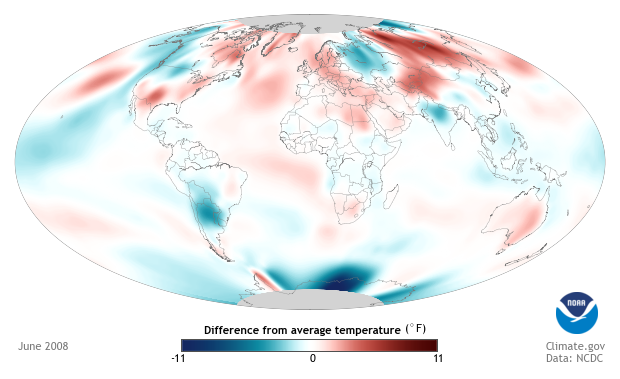 Difference from average temperature (°F)
-11 0 11
June 2008
NOAA
Climate.gov
Data: NCDC